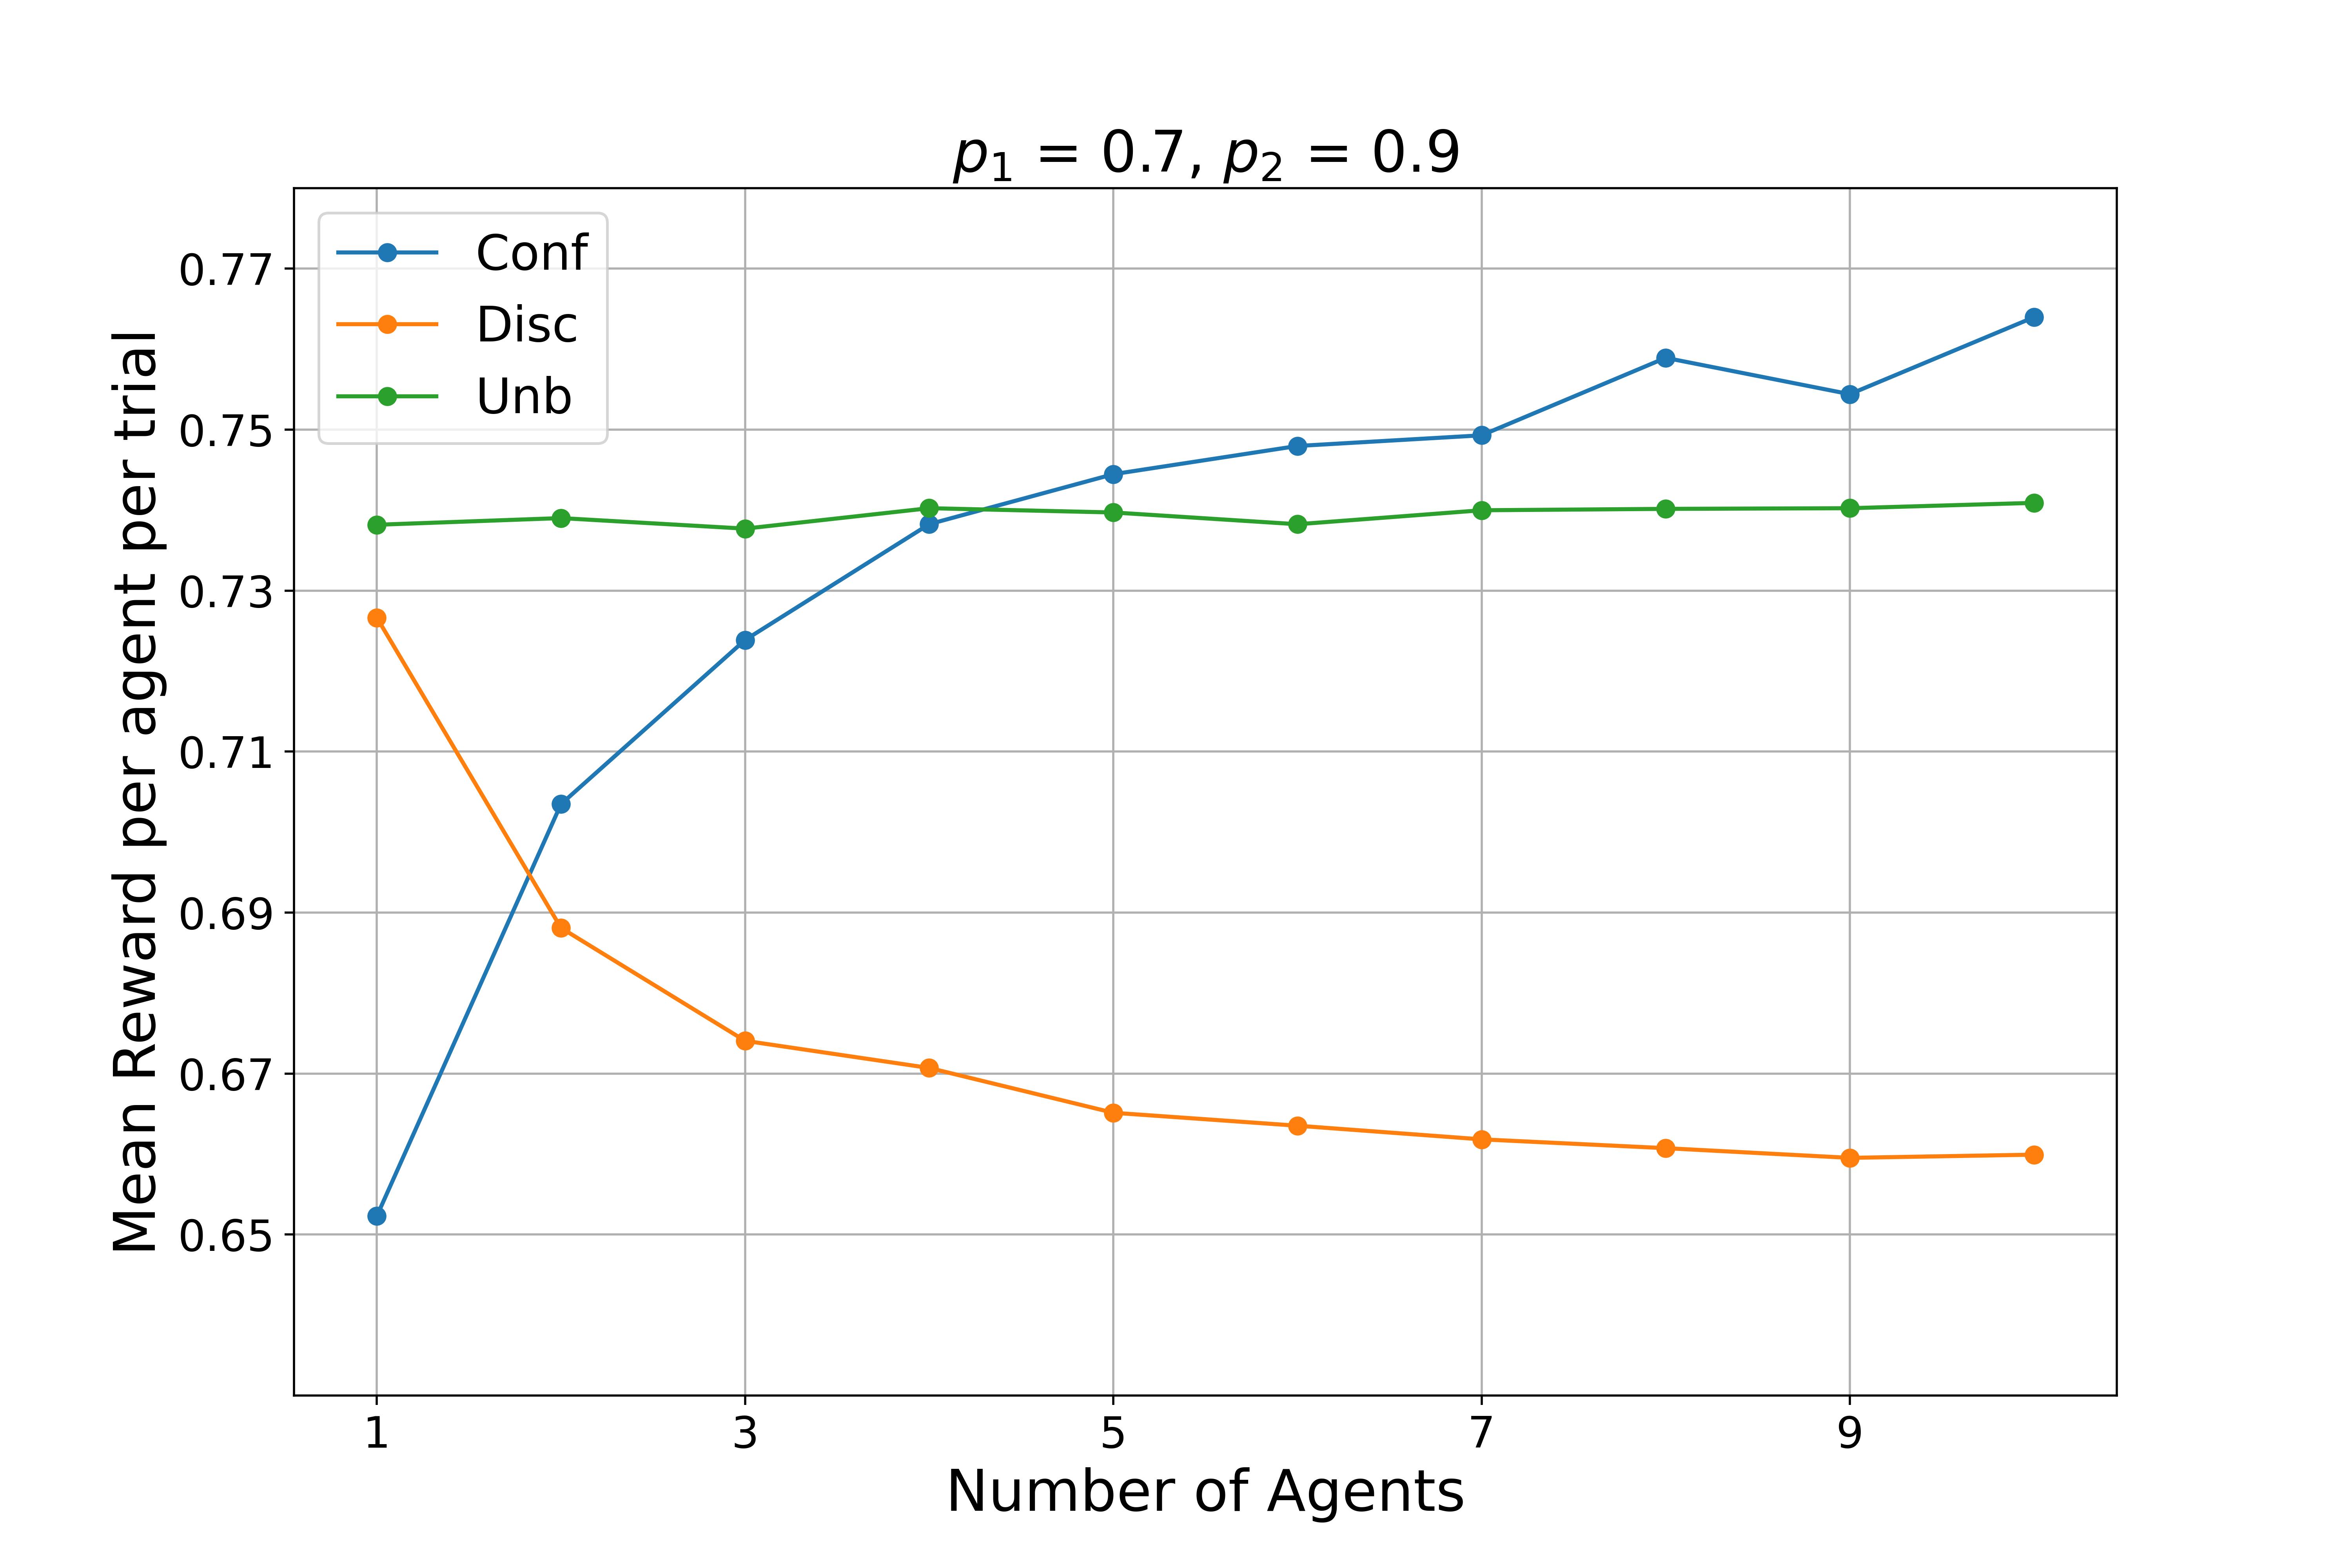 p₁ = 0.7, p₂ = 0.9
Conf
Disc
Unb
Mean Reward per agent per trial
0.77
0.75
0.73
0.71
0.69
0.67
0.65
1 3 5 7 9
Number of Agents